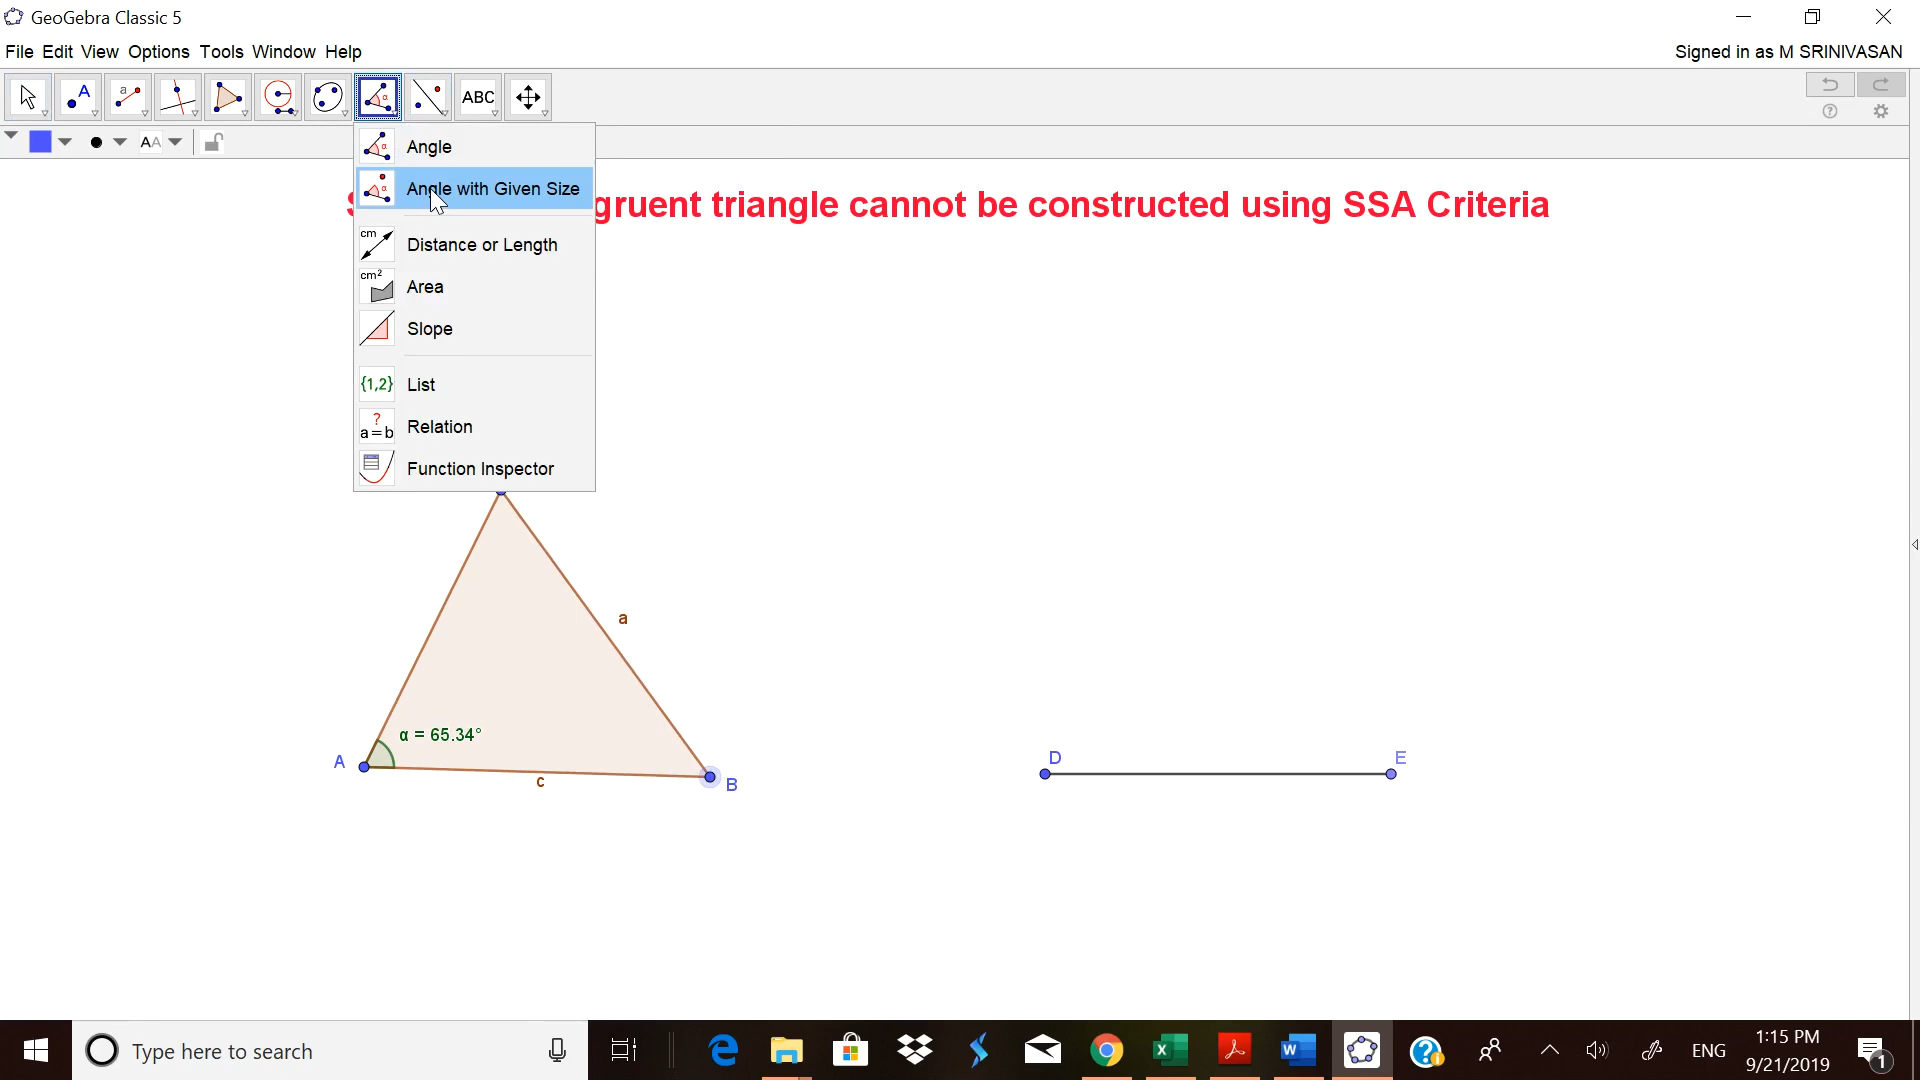 GeoGebra Classic 5
File Edit View Options Tools Window Help
Signed in as M SRINIVASAN
A
a
α
ABC
AA
α Angle
α Angle with Given Size
gruent triangle cannot be constructed using SSA Criteria
cm Distance or Length
cm² Area
Slope
{1,2} List
? a=b Relation
Function Inspector
a
α = 65.34°
A
c
B
D
E
Type here to search
ENG
1:15 PM
9/21/2019
1